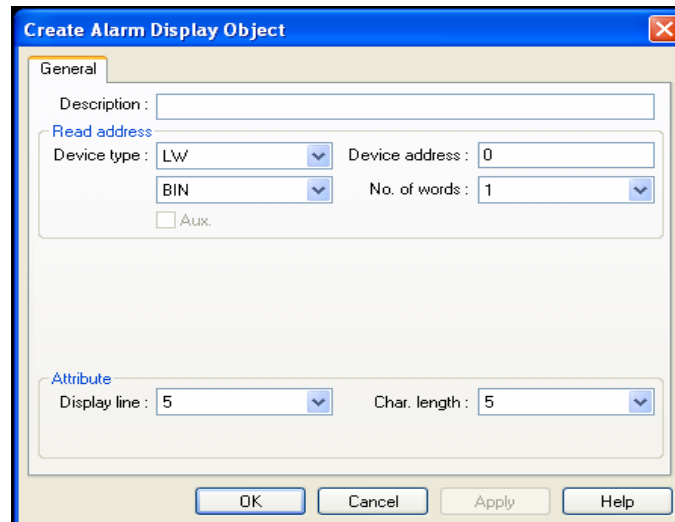 Create Alarm Display Object
General
Description :
Read address
Device type : LW Device address : 0
BIN No. of words : 1
Aux.
Attribute
Display line : 5 Char. length : 5
OK Cancel Apply Help